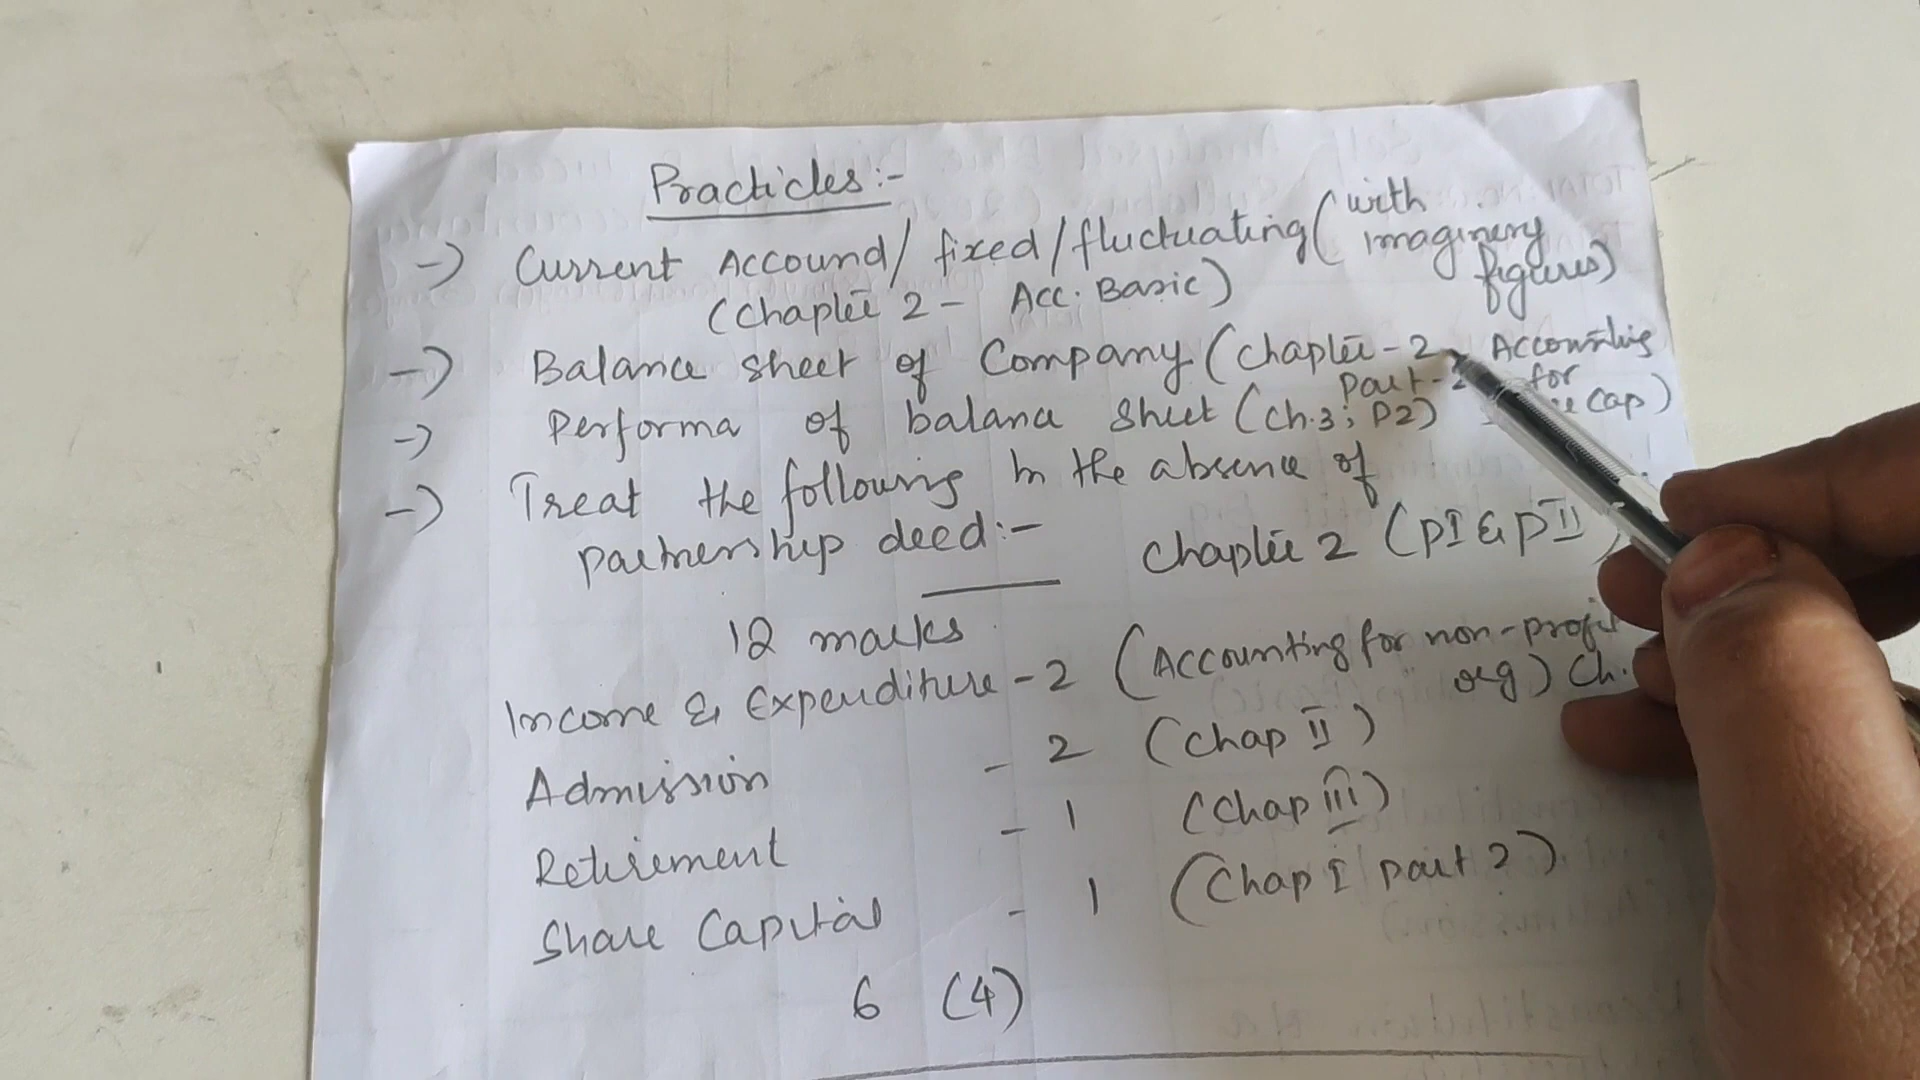 Practicles:-
-) Current Accound/ fixed/fluctuating (with imaginery figures)
(Chapter 2 - Acc. Basic)
-) Balance sheet of Company (Chapter-2 Part-2 Accounting for Cap)
-) Performa of balance sheet (Ch.3; P2)
-) Treat the following in the absence of
partnership deed:- Chapter 2 (PI & PII)
12 marks
Income & Expenditure - 2 (Accounting for non-profit org) Ch.
Admission - 2 (Chap II)
Retirement - 1 (Chap III)
Share Capital - 1 (Chap I part 2)
6 (4)